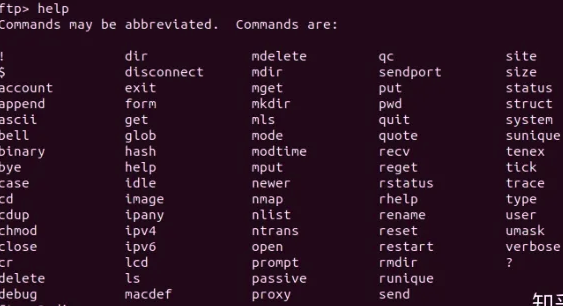 ftp> help
Commands may be abbreviated.  Commands are:
!               dir             mdelete         qc              site
$               disconnect      mdir            sendport        size
account         exit            mget            put             status
append          form            mkdir           pwd             struct
ascii           get             mls             quit            system
bell            glob            mode            quote           sunique
binary          hash            modtime         recv            tenex
bye             help            mput            reget           tick
case            idle            newer           rstatus         trace
cd              image           nmap            rhelp           type
cdup            ipany           nlist           rename          user
chmod           ipv4            ntrans          reset           umask
close           ipv6            open            restart         verbose
cr              lcd             prompt          rmdir           ?
delete          ls              passive         runique
debug           macdef          proxy           send